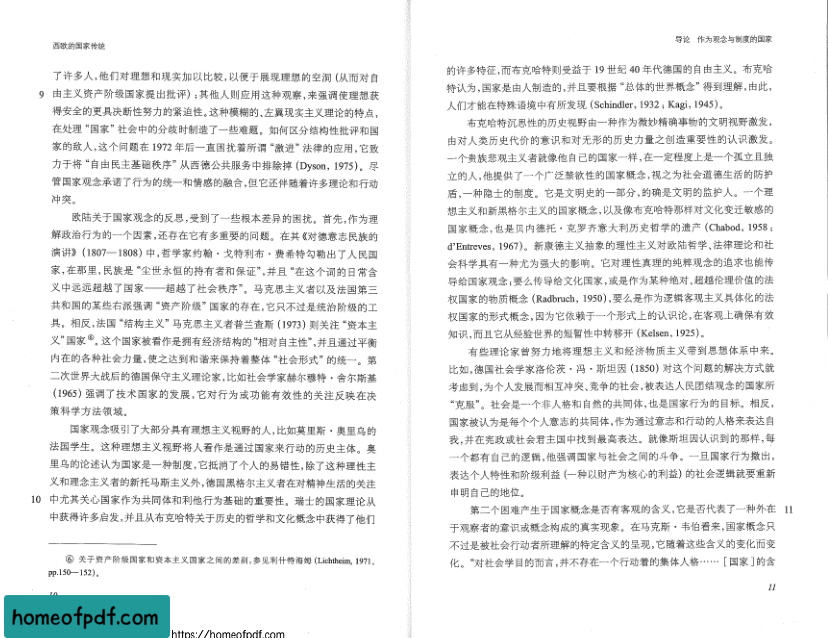 西欧的国家传统
了许多人,他们对理想和现实加以比较,以便于展现理想的空洞(从而对自
9 由主义资产阶级国家提出批评);其他人则应用这种观察,来强调使理想获
得安全的更具决断性努力的紧迫性。这种模糊的、左翼现实主义理论的特点,
在处理“国家”社会中的分歧时制造了一些难题。如何区分结构性批评和国
家的敌人,这个问题在 1972 年后一直困扰着所谓“激进”法律的应用,它致
力于将“自由民主基础秩序”从西德公共服务中排除掉(Dyson, 1975)。尽
管国家观念承诺了行为的统一和情感的融合,但它还伴随着许多理论和行动
冲突。
欧陆关于国家观念的反思,受到了一些根本差异的困扰。首先,作为理
解政治行为的一个因素,还存在它有多重要的问题。在其《对德意志民族的
演讲》(1807—1808)中,哲学家约翰·戈特利布·费希特勾勒出了人民国
家,在那里,民族是“尘世永恒的持有者和保证”,并且“在这个词的日常含
义中远远超越了国家——超越了社会秩序”。马克思主义者以及法国第三
共和国的某些右派强调“资产阶级”国家的存在,它只不过是统治阶级的工
具。相反,法国“结构主义”马克思主义者普兰查斯(1973)则关注“资本主
义”国家⑥。这个国家被看作是拥有经济结构的“相对自主性”,并且通过平衡
内在的各种社会力量,使之达到和谐来保持着整体“社会形式”的统一。第
二次世界大战后的德国保守主义理论家,比如社会学家赫尔穆特·舍尔斯基
(1965)强调了技术国家的发展,它对行为或功能有效性的关注反映在决
策科学方法领域。
国家观念吸引了大部分具有理想主义视野的人,比如莫里斯·奥里乌的
法国学生。这种理想主义视野将人看作是通过国家来行动的历史主体。奥
里乌的论述认为国家是一种制度,它抵消了个人的易错性,除了这种理性主
义和理念主义者的新托马斯主义外,德国黑格尔主义者在对精神生活的关注
10 中尤其关心国家作为共同体和利他行为基础的重要性。瑞士的国家理论从
中获得许多启发,并且从布克哈特关于历史的哲学和文化概念中获得了他们
⑥ 关于资产阶级国家和资本主义国家之间的差别,参见利什特海姆(Lichtheim, 1971,
pp.150—152)。
10
导论 作为观念与制度的国家
的许多特征,而布克哈特则受益于 19 世纪 40 年代德国的自由主义。布克哈
特认为,国家是由人制造的,并且要根据“总体的世界概念”得到理解,由此,
人们才能在特殊语境中有所发现(Schindler, 1932; Kagi, 1945)。
布克哈特沉思性的历史视野由一种作为微妙精确事物的文明视野激发,
由对人类历史代价的意识和对无形的历史力量之创造重要性的认识激发。
一个贵族悲观主义者就像他自己的国家一样,在一定程度上是一个孤立且独
立的人,他提供了一个广泛禁欲性的国家概念,视之为社会道德生活的防护
盾,一种隐士的制度。它是文明史的一部分,的确是文明的监护人。一个理
想主义和新黑格尔主义的国家概念,以及像布克哈特那样对文化变迁敏感的
国家概念,也是贝内德托·克罗齐意大利历史哲学的遗产(Chabod, 1958;
d'Entreves, 1967)。新康德主义抽象的理性主义对欧陆哲学、法律理论和社
会科学具有一种尤为强大的影响。它对理性真理的纯粹观念的追求也能传
导给国家观念:要么传导给文化国家,或是作为某种绝对、超越伦理价值的法
权国家的物质概念(Radbruch, 1950),要么是作为逻辑客观主义具体化的法
权国家的形式概念,因为它依赖于一个形式上的认识论,在客观上确保有效
知识,而且它从经验世界的短暂性中转移开(Kelsen, 1925)。
有些理论家曾努力地将理想主义和经济物质主义带到思想体系中来。
比如,德国社会学家洛伦茨·冯·斯坦因(1850)对这个问题的解决方式就
考虑到,为个人发展而相互冲突、竞争的社会,被表达人民团结观念的国家所
“克服”。社会是一个非人格和自然的共同体,也是国家行为的目标。相反,
国家被认为是每个个人意志的共同体,作为通过意志和行动的人格来表达自
我,并在宪政或社会君主国中找到最高表达。就像斯坦因认识到的那样,每
一个都有自己的逻辑,他强调国家与社会之间的斗争。一旦国家行为撤出,
表达个人特性和阶级利益(一种以财产为核心的利益)的社会逻辑就要重新
申明自己的地位。
第二个困难产生于国家概念是否有客观的含义,它是否代表了一种外在 11
于观察者的意识或概念构成的真实现象。在马克斯·韦伯看来,国家概念只
不过是被社会行动者所理解的特定含义的呈现,它随着这些含义的变化而变
化。“对社会学目的而言,并不存在一个行动着的集体人格……[国家]的含
11
homeofpdf.com
https://homeofpdf.com